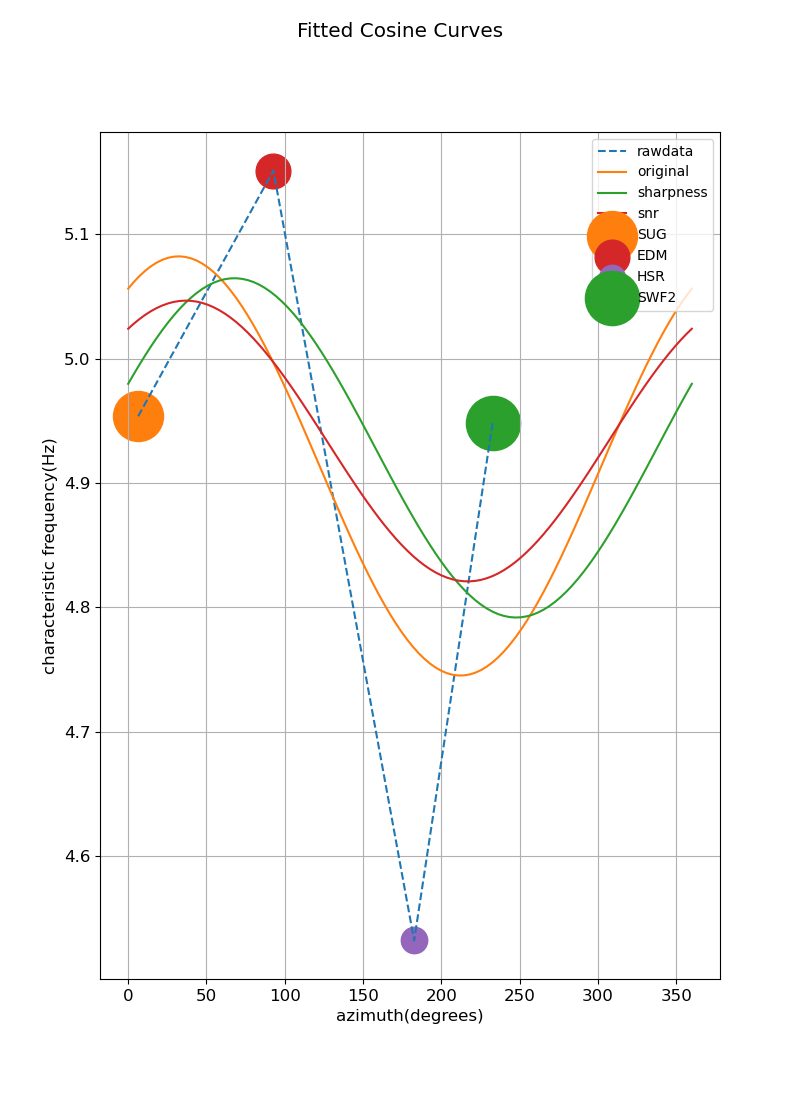 Fitted Cosine Curves
rawdata
original
sharpness
snr
SUG
EDM
HSR
SWF2
5.1
5.0
4.9
4.8
4.7
4.6
characteristic frequency(Hz)
0 50 100 150 200 250 300 350
azimuth(degrees)